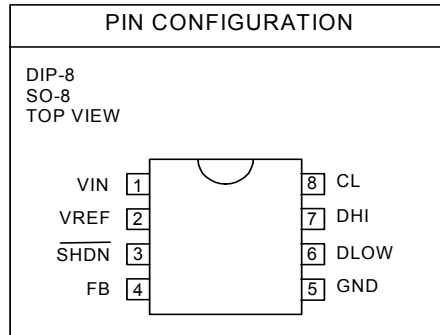 PIN CONFIGURATION
DIP-8
SO-8
TOP VIEW
VIN 1 8 CL
VREF 2 7 DHI
SHDN 3 6 DLOW
FB 4 5 GND